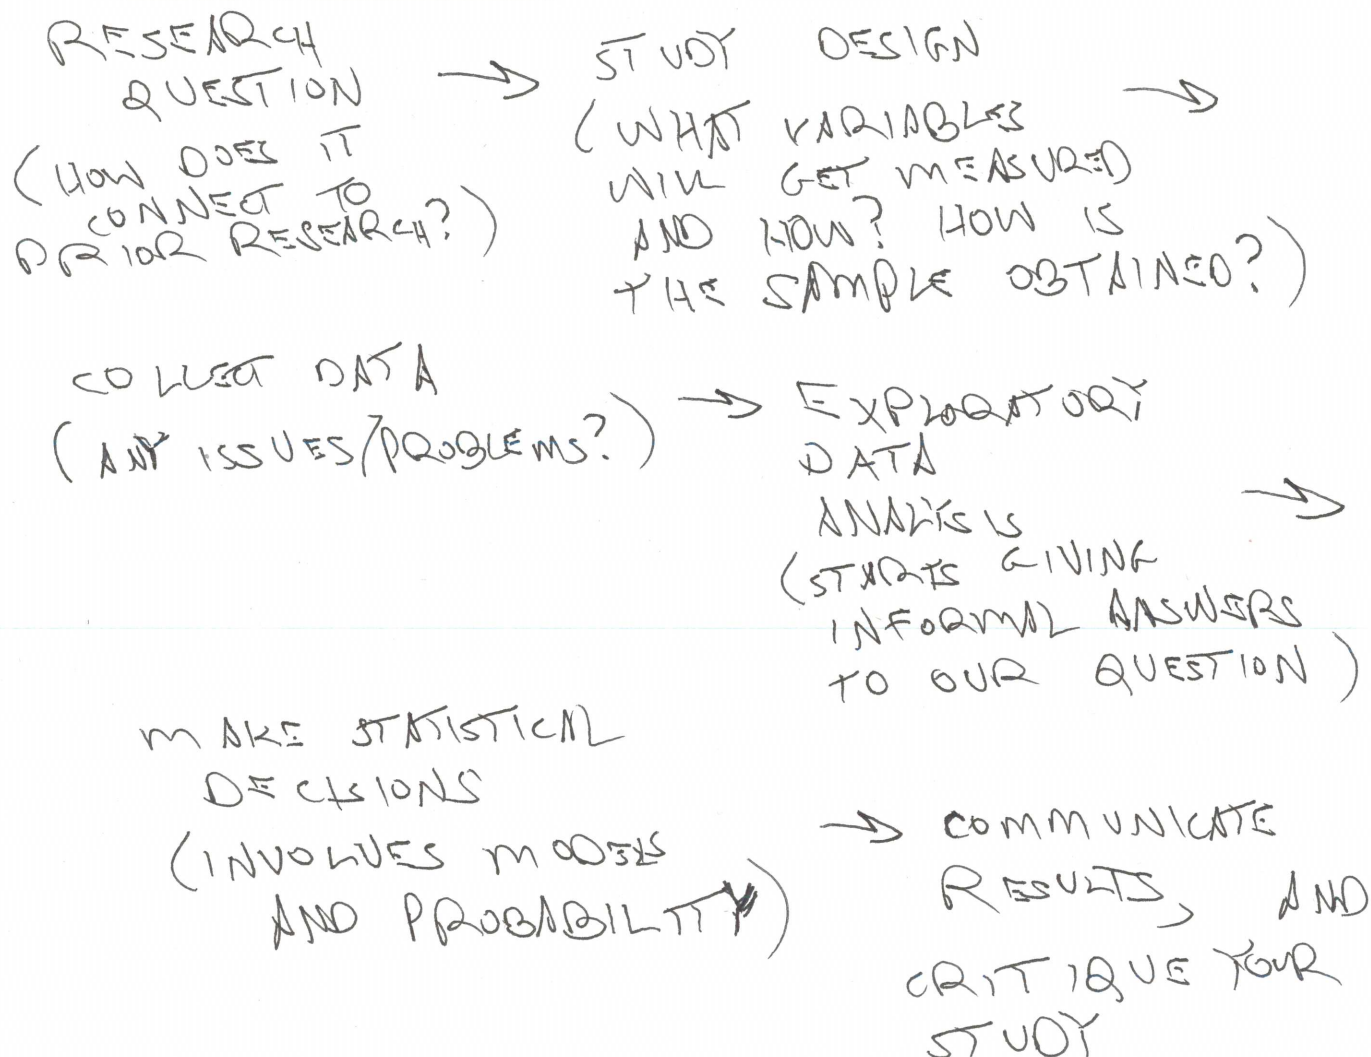 RESEARCH
QUESTION
(HOW DOES IT
CONNECT TO
PRIOR RESEARCH?)
→
STUDY DESIGN
(WHAT VARIABLES
WILL GET MEASURED
AND HOW? HOW IS
THE SAMPLE OBTAINED?)
→
COLLECT DATA
(ANY ISSUES/PROBLEMS?)
→
EXPLORATORY
DATA
ANALYSIS
(STARTS GIVING
INFORMAL ANSWERS
TO OUR QUESTION)
→
MAKE STATISTICAL
DECISIONS
(INVOLVES MODELS
AND PROBABILITY)
→
COMMUNICATE
RESULTS, AND
CRITIQUE YOUR
STUDY